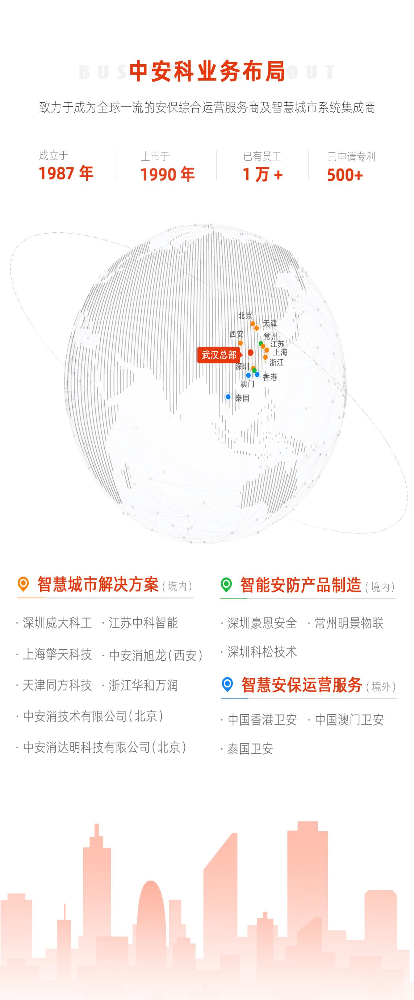 中安科业务布局
BUS OUT
致力于成为全球一流的安保综合运营服务商及智慧城市系统集成商
成立于
1987 年
上市于
1990 年
已有员工
1 万 +
已申请专利
500+
北京
天津
西安
常州
江苏
武汉总部
上海
浙江
深圳
香港
澳门
泰国
智慧城市解决方案 ( 境内 )
· 深圳威大科工 · 江苏中科智能
· 上海擎天科技 · 中安消旭龙(西安)
· 天津同方科技 · 浙江华和万润
· 中安消技术有限公司(北京)
· 中安消达明科技有限公司(北京)
智能安防产品制造 ( 境内 )
· 深圳豪恩安全 · 常州明景物联
· 深圳科松技术
智慧安保运营服务 ( 境外 )
· 中国香港卫安 · 中国澳门卫安
· 泰国卫安